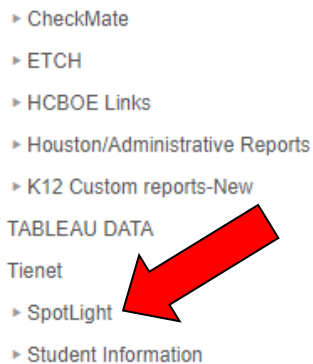 CheckMate
ETCH
HCBOE Links
Houston/Administrative Reports
K12 Custom reports-New
TABLEAU DATA
Tienet
SpotLight
Student Information